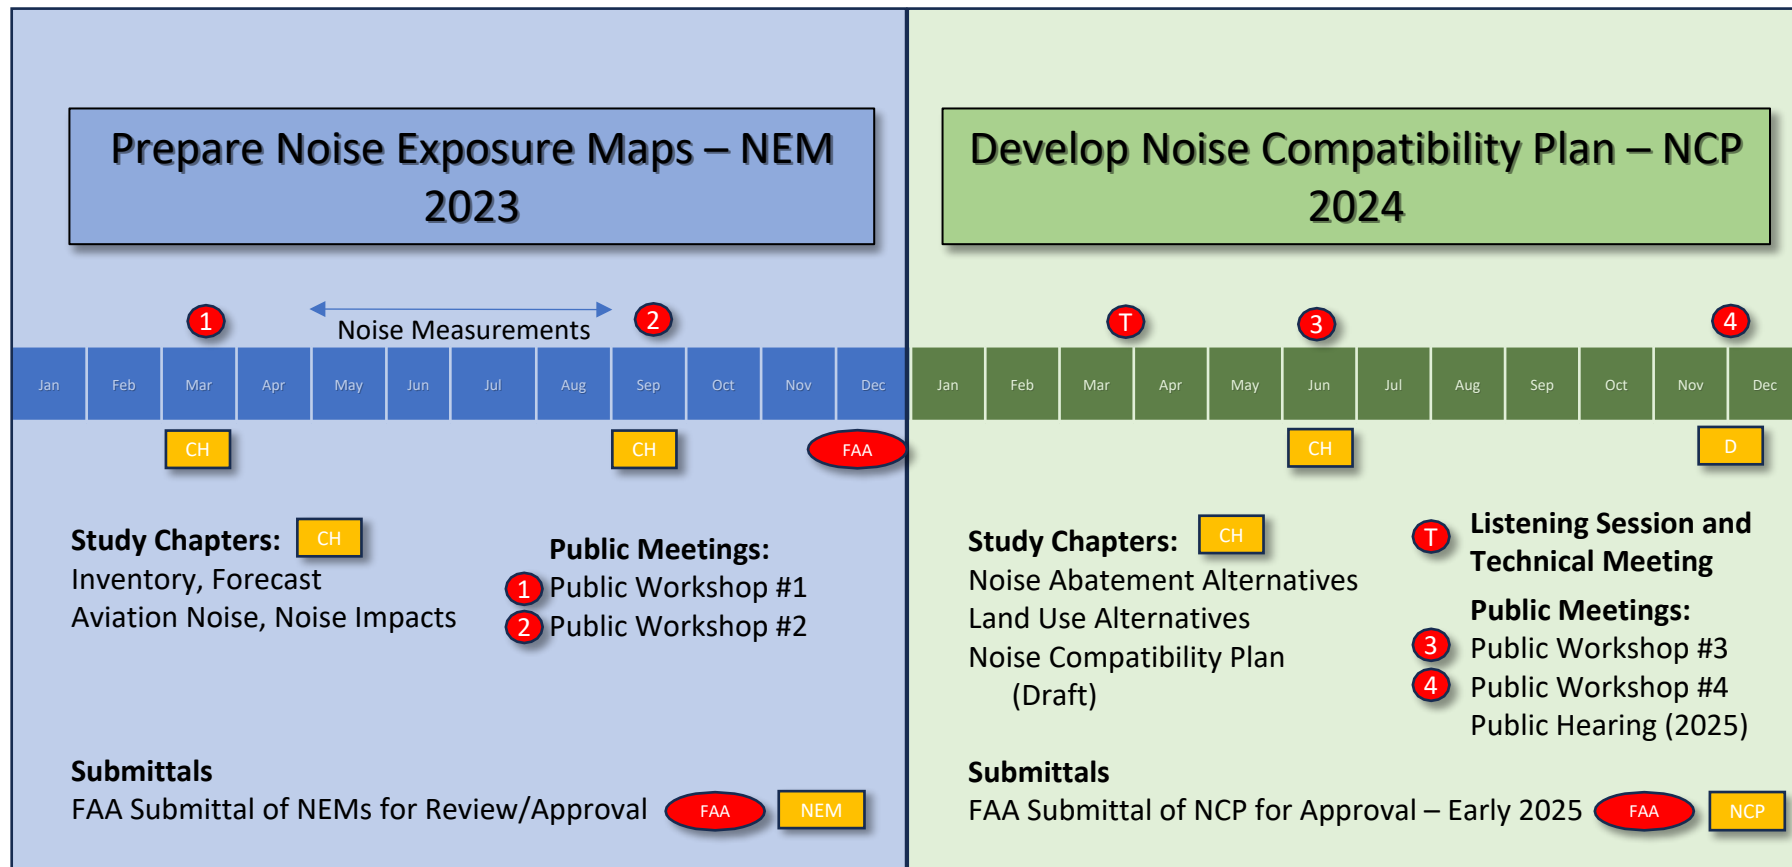 Prepare Noise Exposure Maps – NEM
2023
Develop Noise Compatibility Plan – NCP
2024
1
Noise Measurements
2
T
3
4
Jan Feb Mar Apr May Jun Jul Aug Sep Oct Nov Dec Jan Feb Mar Apr May Jun Jul Aug Sep Oct Nov Dec
CH CH FAA CH D
Study Chapters: CH
Inventory, Forecast
Aviation Noise, Noise Impacts
Public Meetings:
1 Public Workshop #1
2 Public Workshop #2
Submittals
FAA Submittal of NEMs for Review/Approval FAA NEM
Study Chapters: CH
Noise Abatement Alternatives
Land Use Alternatives
Noise Compatibility Plan
(Draft)
T Listening Session and
Technical Meeting
Public Meetings:
3 Public Workshop #3
4 Public Workshop #4
Public Hearing (2025)
Submittals
FAA Submittal of NCP for Approval – Early 2025 FAA NCP